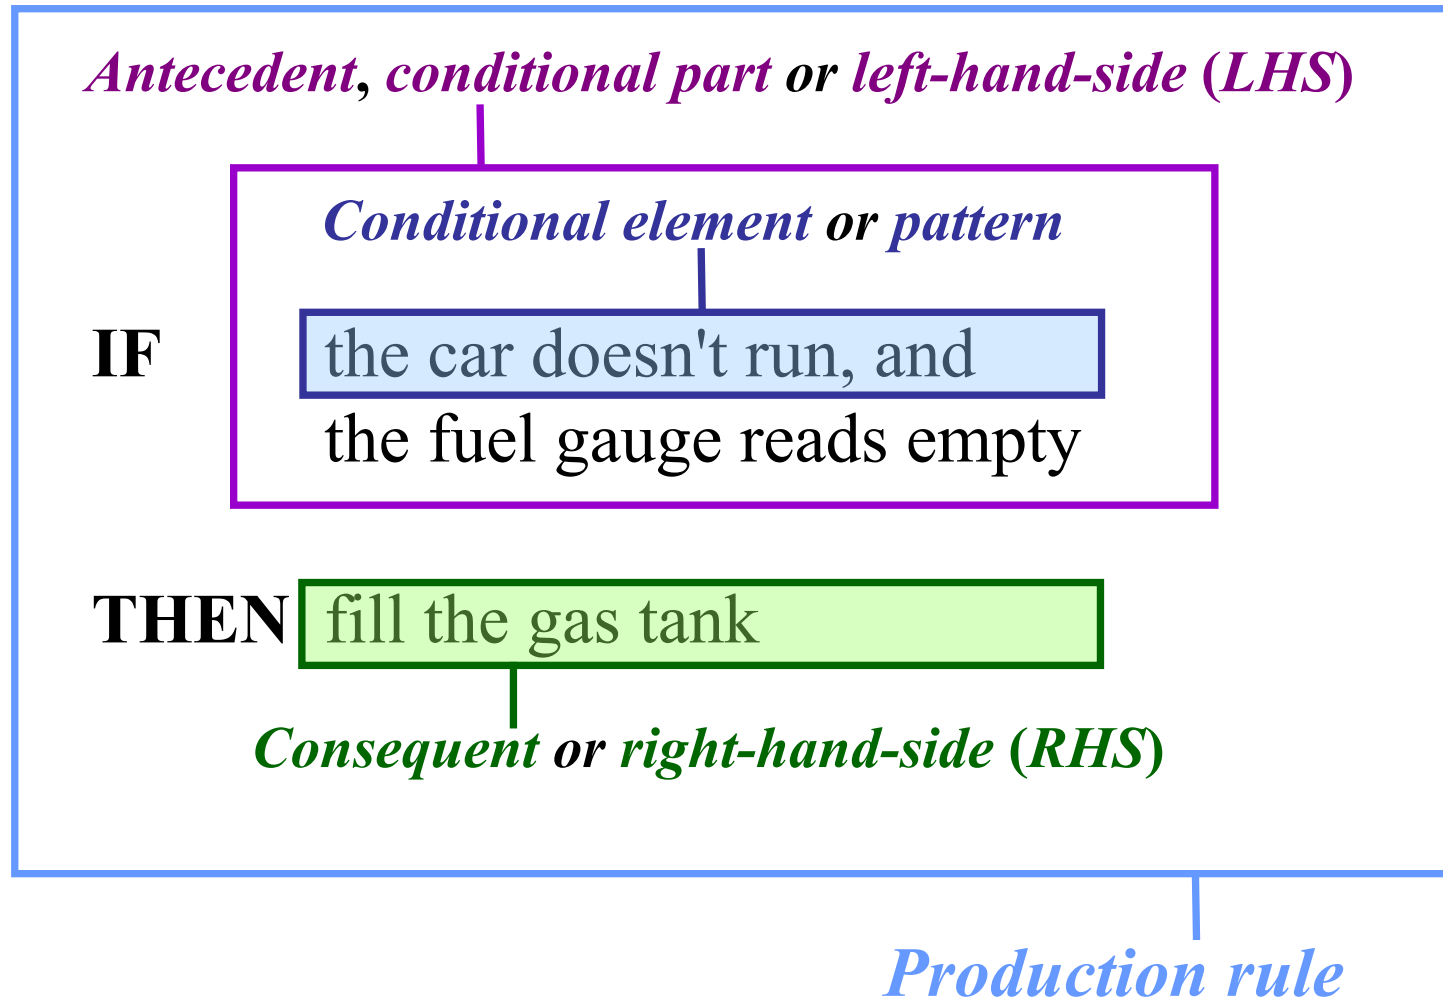 Antecedent, conditional part or left-hand-side (LHS)
Conditional element or pattern
IF the car doesn't run, and
the fuel gauge reads empty
THEN fill the gas tank
Consequent or right-hand-side (RHS)
Production rule